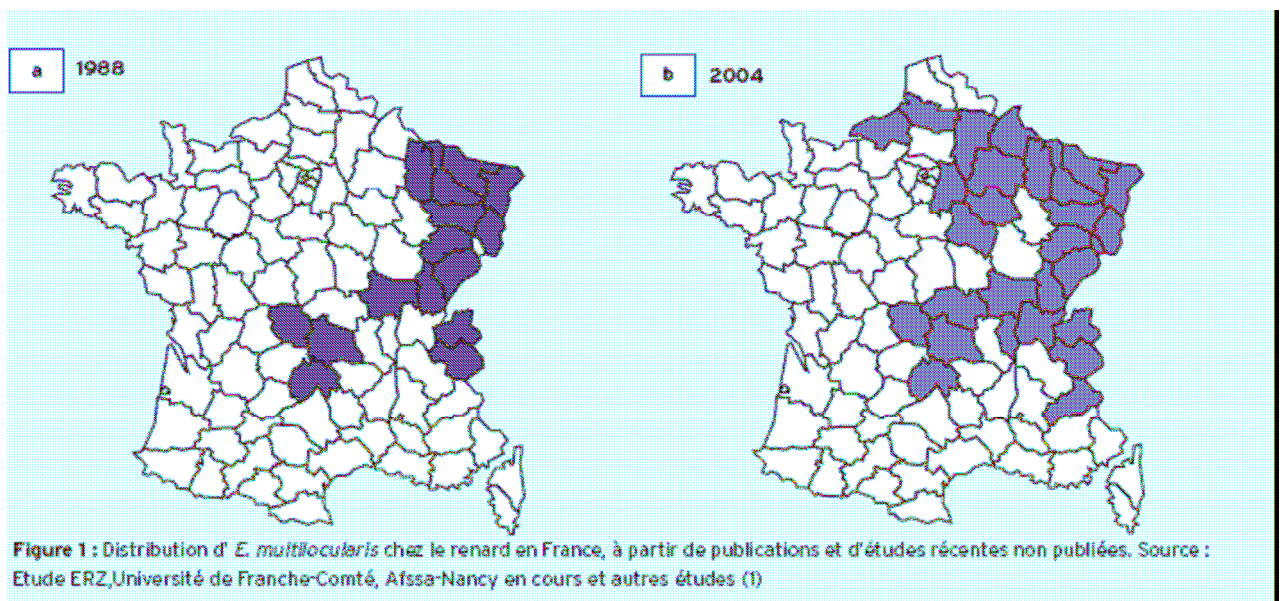 a 1988
b 2004
Figure 1 : Distribution d' E. multilocularis chez le renard en France, à partir de publications et d'études récentes non publiées. Source :
Etude ERZ,Université de Franche-Comté, Afssa-Nancy en cours et autres études (1)